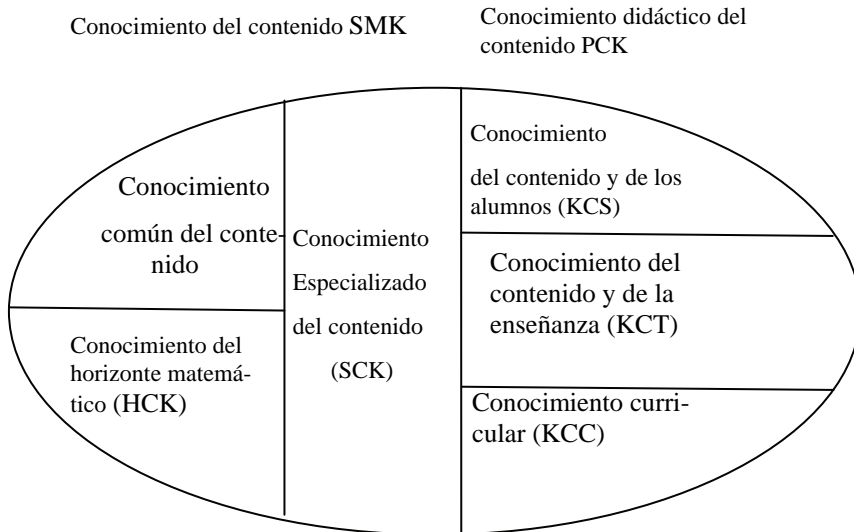 Conocimiento del contenido SMK
Conocimiento didáctico del
contenido PCK
Conocimiento
común del conte-
nido
Conocimiento del
horizonte matemá-
tico (HCK)
Conocimiento
Especializado
del contenido
(SCK)
Conocimiento
del contenido y de los
alumnos (KCS)
Conocimiento del
contenido y de la
enseñanza (KCT)
Conocimiento curri-
cular (KCC)